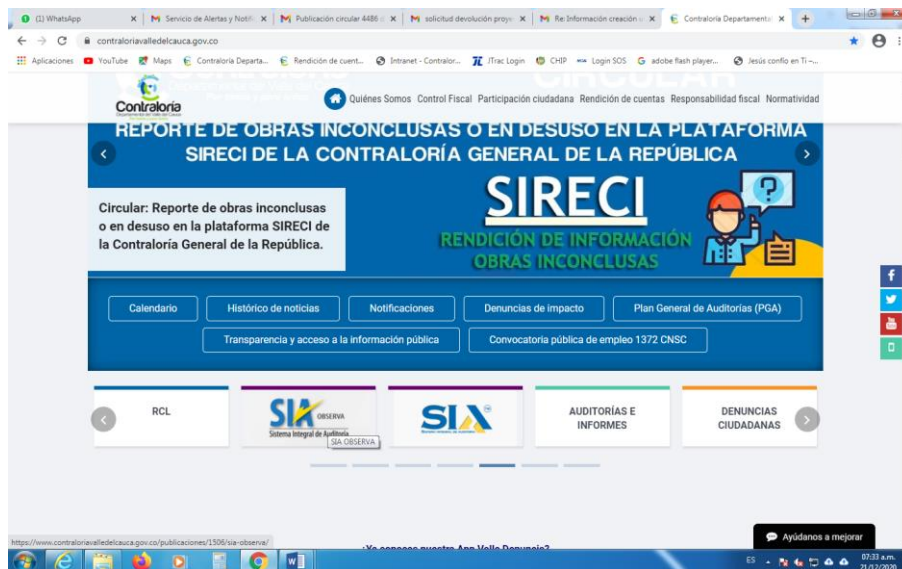 (1) WhatsApp
Servicio de Alertas y Notifi
Publicación circular 4486 d
solicitud devolución proye
Re: Información creación u
Contraloría Departamenta
contraloriavalledelcauca.gov.co
Aplicaciones YouTube Maps Contraloría Departa... Rendición de cuent... Intranet - Contralor... iTrac Login CHIP Login SOS adobe flash player... Jesús confío en Ti –...
Contraloría
Quiénes Somos Control Fiscal Participación ciudadana Rendición de cuentas Responsabilidad fiscal Normatividad
REPORTE DE OBRAS INCONCLUSAS O EN DESUSO EN LA PLATAFORMA
SIRECI DE LA CONTRALORÍA GENERAL DE LA REPÚBLICA
Circular: Reporte de obras inconclusas
o en desuso en la plataforma SIRECI de
la Contraloría General de la República.
SIRECI
RENDICIÓN DE INFORMACIÓN
OBRAS INCONCLUSAS
Calendario Histórico de noticias Notificaciones Denuncias de impacto Plan General de Auditorías (PGA)
Transparencia y acceso a la información pública Convocatoria pública de empleo 1372 CNSC
RCL
SIA OBSERVA
Sistema Integral de Auditoría
SIA OBSERVA
SIA
AUDITORÍAS E
INFORMES
DENUNCIAS
CIUDADANAS
https://www.contraloriavalledelcauca.gov.co/publicaciones/1506/sia-observa/
¿Ya conoces nuestra App Valle Denuncia?
Ayúdanos a mejorar
ES
07:33 a.m.
21/12/2020